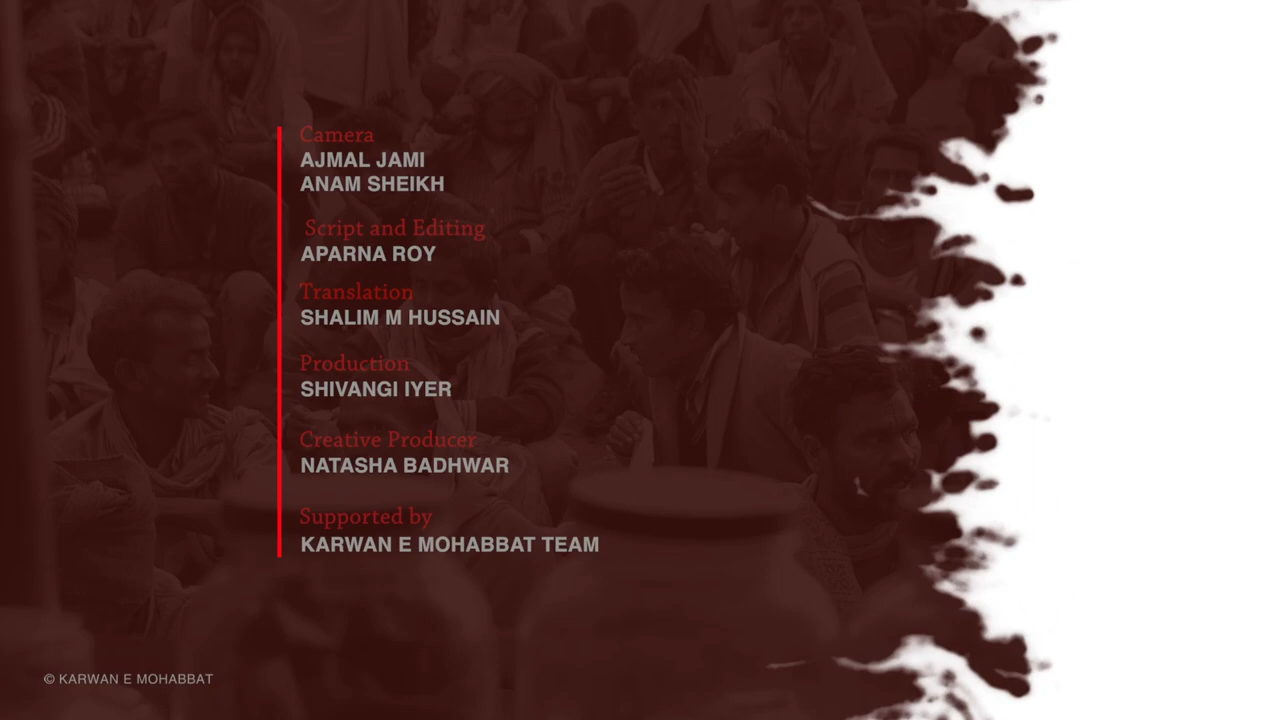 Camera
AJMAL JAMI
ANAM SHEIKH
Script and Editing
APARNA ROY
Translation
SHALIM M HUSSAIN
Production
SHIVANGI IYER
Creative Producer
NATASHA BADHWAR
Supported by
KARWAN E MOHABBAT TEAM
© KARWAN E MOHABBAT